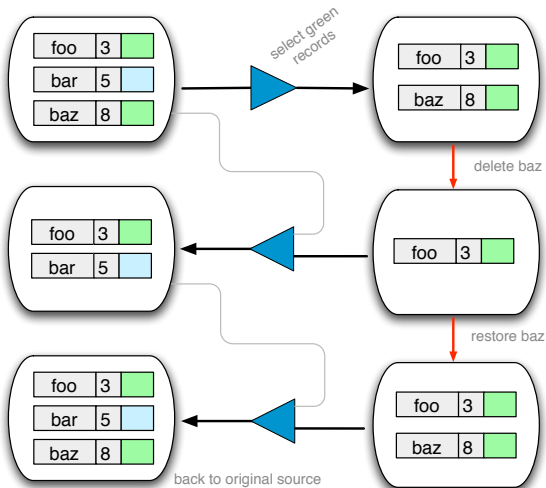 foo 3
bar 5
baz 8
select green
records
foo 3
baz 8
delete baz
foo 3
bar 5
foo 3
restore baz
foo 3
bar 5
baz 8
foo 3
baz 8
back to original source